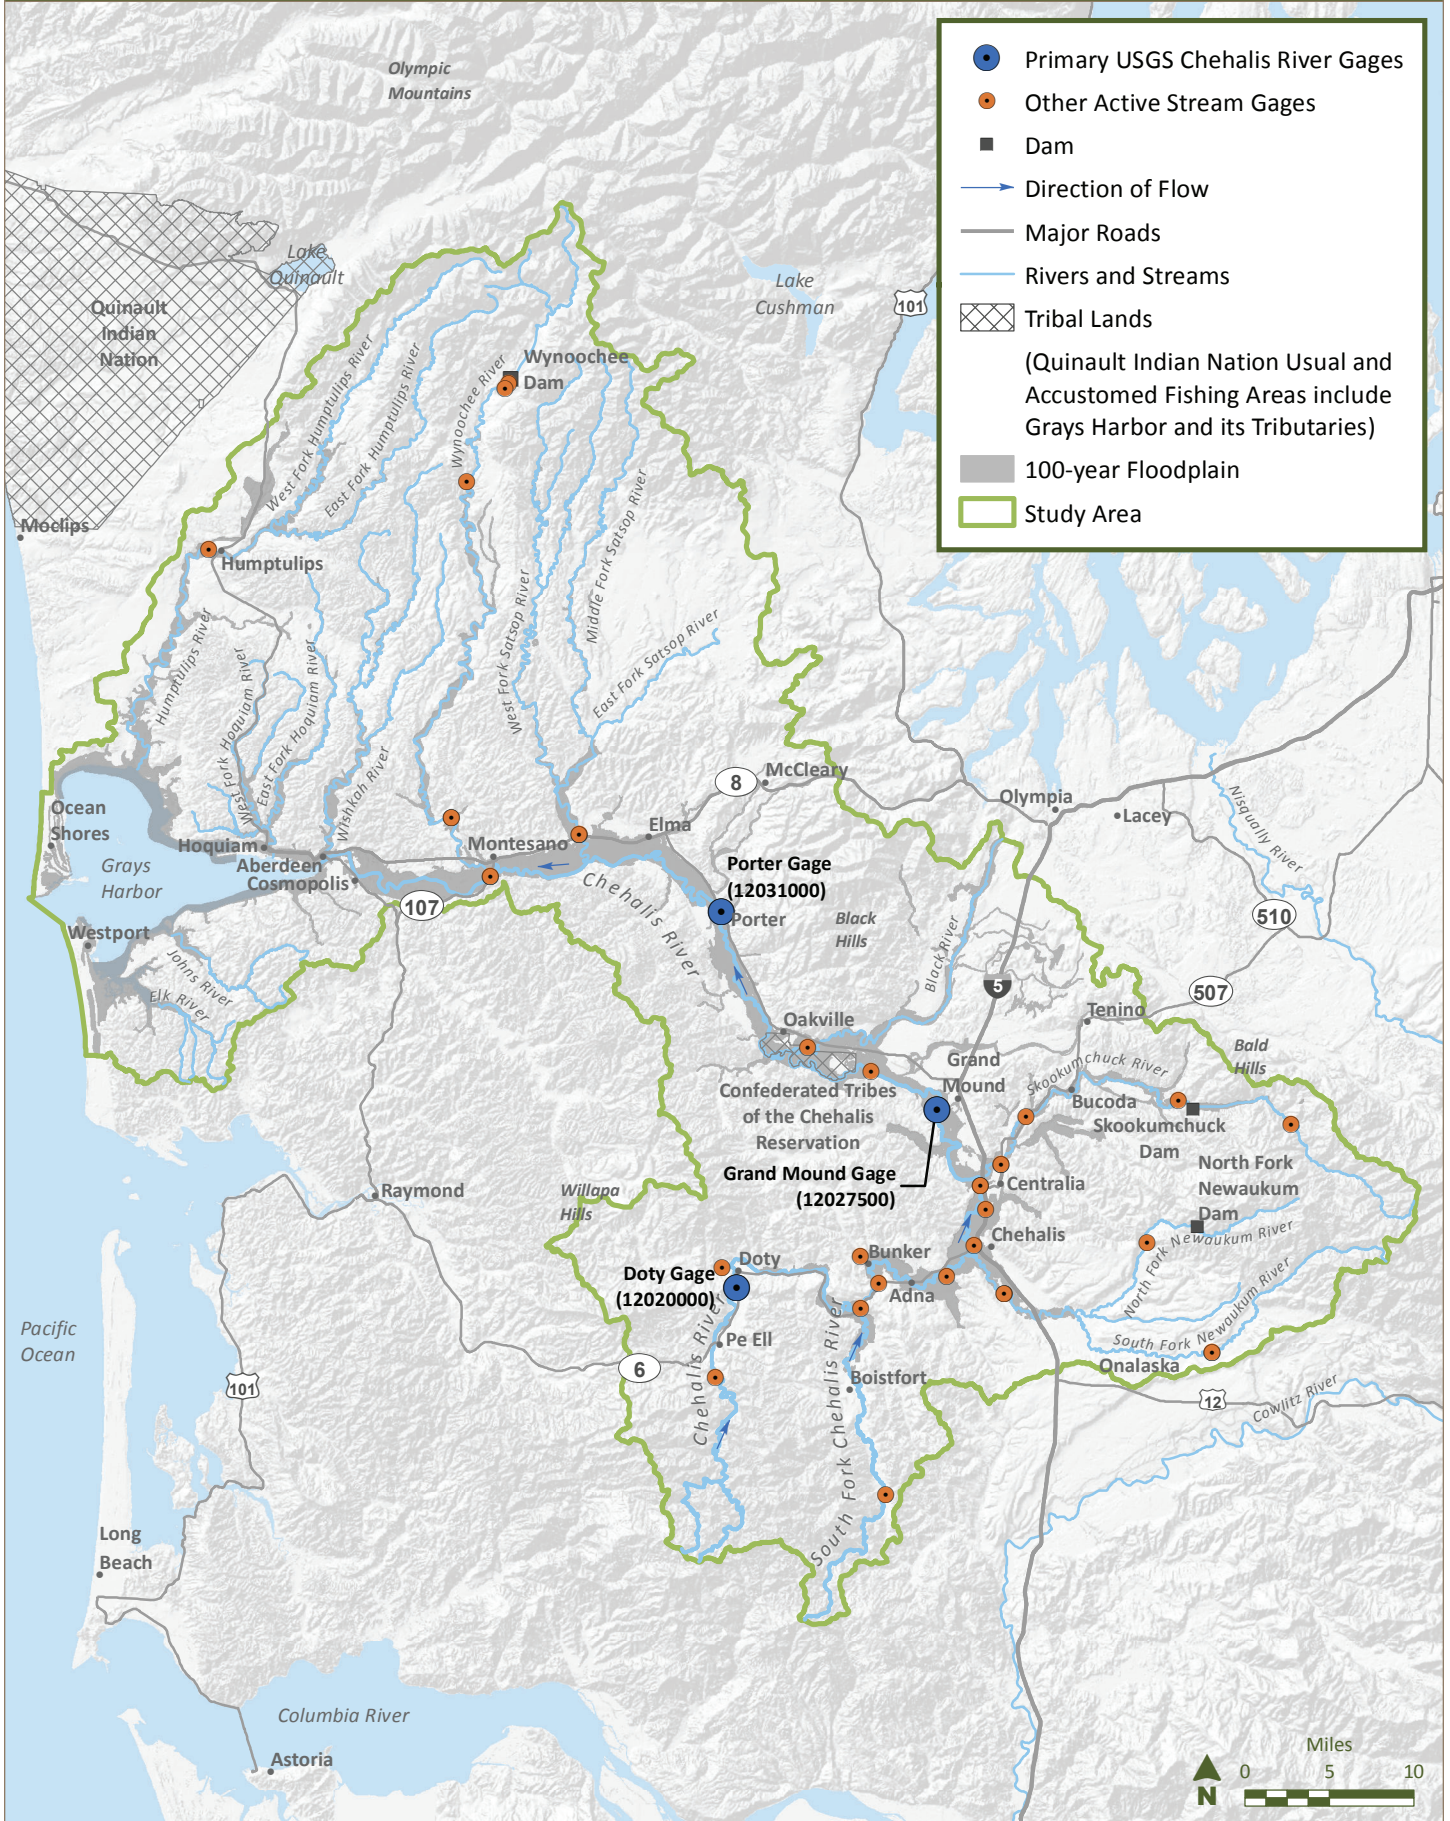 Primary USGS Chehalis River Gages
Other Active Stream Gages
Dam
Direction of Flow
Major Roads
Rivers and Streams
Tribal Lands
(Quinault Indian Nation Usual and
Accustomed Fishing Areas include
Grays Harbor and its Tributaries)
100-year Floodplain
Study Area
Olympic
Mountains
Lake
Quinault
Quinault
Indian
Nation
Lake
Cushman
101
Wynoochee
Dam
Wynoochee River
West Fork Humptulips River
East Fork Humptulips River
Moclips
Humptulips
Humptulips River
West Fork Hoquiam River
East Fork Hoquiam River
Wishkah River
West Fork Satsop River
Middle Fork Satsop River
East Fork Satsop River
8
McCleary
Olympia
Lacey
Nisqually River
Ocean
Shores
Grays
Harbor
Hoquiam
Aberdeen
Cosmopolis
Montesano
Elma
107
Chehalis River
Porter Gage
(12031000)
Porter
Black
Hills
Black River
510
Westport
Johns River
Elk River
5
507
Oakville
Tenino
Grand
Mound
Skookumchuck River
Bald
Hills
Bucoda
Skookumchuck
Dam
Confederated Tribes
of the Chehalis
Reservation
Grand Mound Gage
(12027500)
North Fork
Newaukum
Dam
Centralia
Raymond
Willapa
Hills
Chehalis
North Fork Newaukum River
Bunker
Doty
Doty Gage
(12020000)
Adna
South Fork Newaukum River
Onalaska
Pacific
Ocean
Pe Ell
6
Chehalis River
South Fork Chehalis River
Boistfort
101
12
Cowlitz River
Long
Beach
Columbia River
Astoria
Miles
0 5 10
N